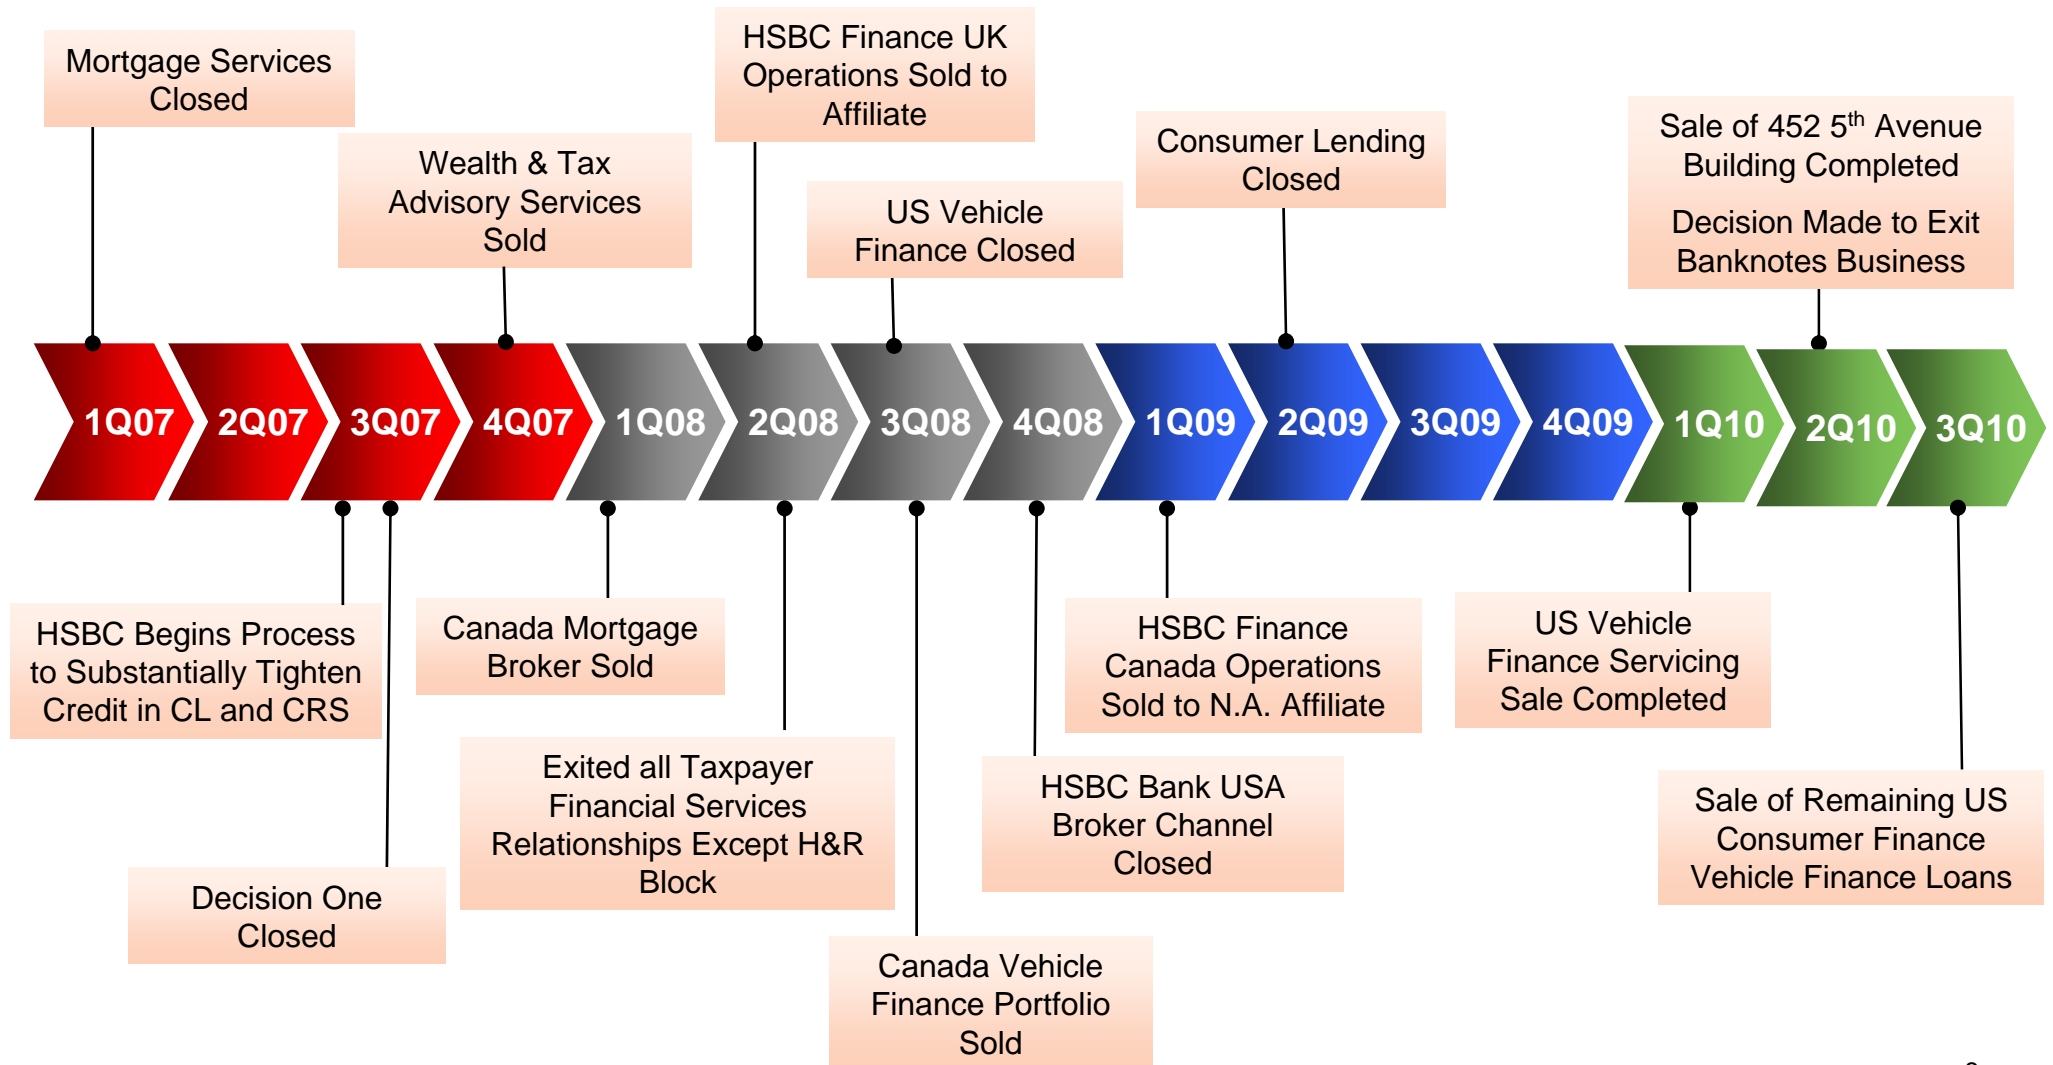 Mortgage Services
Closed
Wealth & Tax
Advisory Services
Sold
HSBC Finance UK
Operations Sold to
Affiliate
US Vehicle
Finance Closed
Consumer Lending
Closed
Sale of 452 5th Avenue
Building Completed
Decision Made to Exit
Banknotes Business
1Q07
2Q07
3Q07
4Q07
1Q08
2Q08
3Q08
4Q08
1Q09
2Q09
3Q09
4Q09
1Q10
2Q10
3Q10
HSBC Begins Process
to Substantially Tighten
Credit in CL and CRS
Decision One
Closed
Canada Mortgage
Broker Sold
Exited all Taxpayer
Financial Services
Relationships Except H&R
Block
Canada Vehicle
Finance Portfolio
Sold
HSBC Bank USA
Broker Channel
Closed
HSBC Finance
Canada Operations
Sold to N.A. Affiliate
US Vehicle
Finance Servicing
Sale Completed
Sale of Remaining US
Consumer Finance
Vehicle Finance Loans